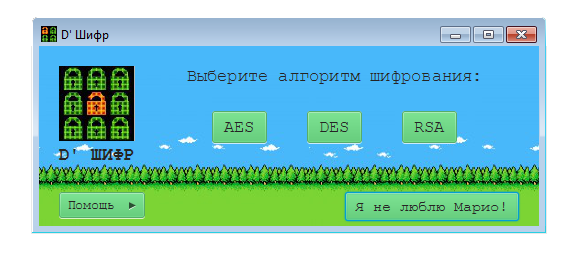 D' Шифр
Выберите алгоритм шифрования:
AES DES RSA
D' ШИФР
Помощь ►
Я не люблю Марио!